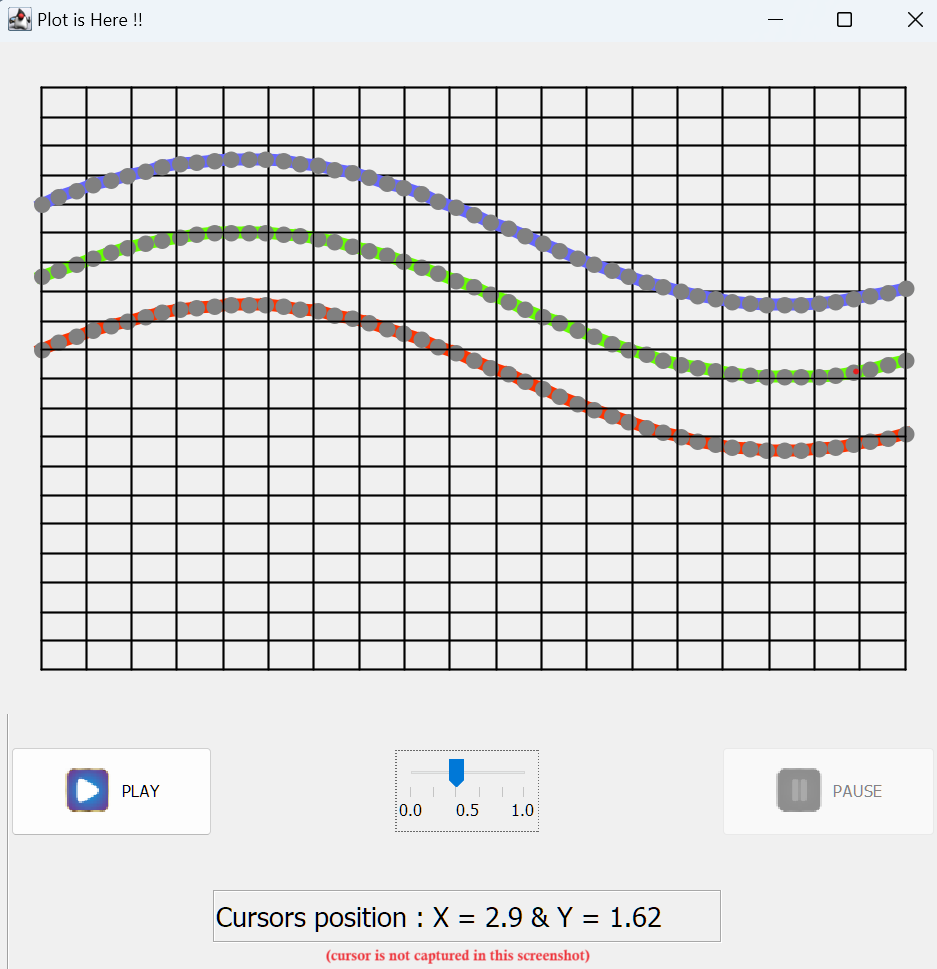 Plot is Here !!
PLAY
0.0 0.5 1.0
PAUSE
Cursors position : X = 2.9 & Y = 1.62
(cursor is not captured in this screenshot)